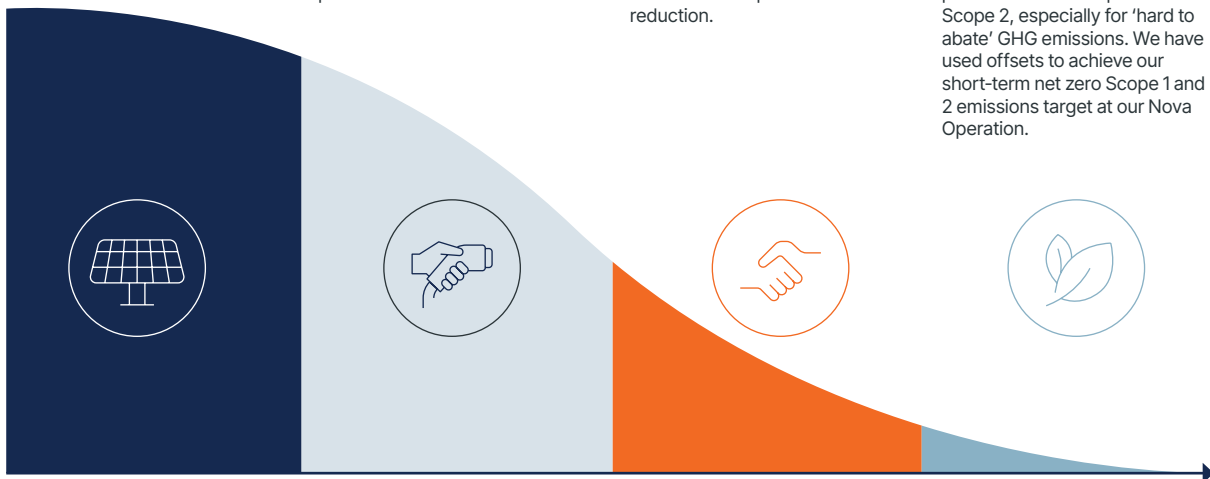 reduction.
Scope 2, especially for ‘hard to
abate’ GHG emissions. We have
used offsets to achieve our
short-term net zero Scope 1 and
2 emissions target at our Nova
Operation.